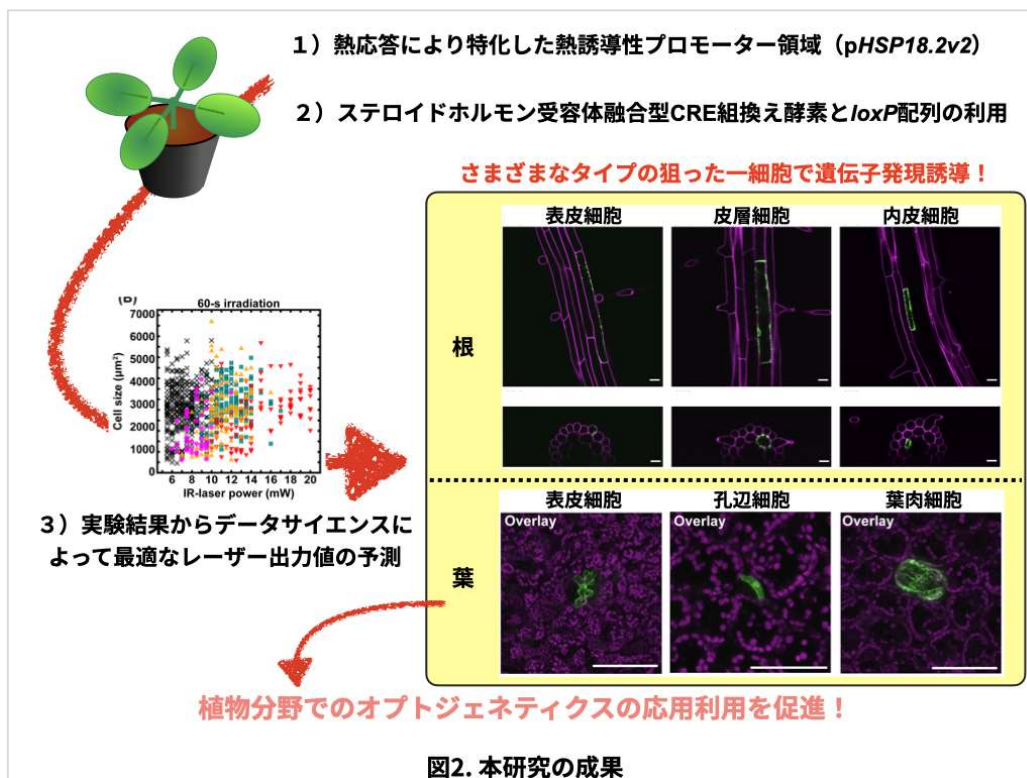 1）熱応答により特化した熱誘導性プロモーター領域（pHSP18.2v2）
2）ステロイドホルモン受容体融合型CRE組換え酵素とloxP配列の利用
さまざまなタイプの狙った一細胞で遺伝子発現誘導！
表皮細胞 皮層細胞 内皮細胞
根
60-s irradiation
7000
6000
5000
4000
3000
2000
1000
0
Cell size (µm²)
6 8 10 12 14 16 18 20
IR-laser power (mW)
3）実験結果からデータサイエンスに
よって最適なレーザー出力値の予測
表皮細胞 孔辺細胞 葉肉細胞
Overlay Overlay Overlay
葉
植物分野でのオプトジェネティクスの応用利用を促進！
図2. 本研究の成果